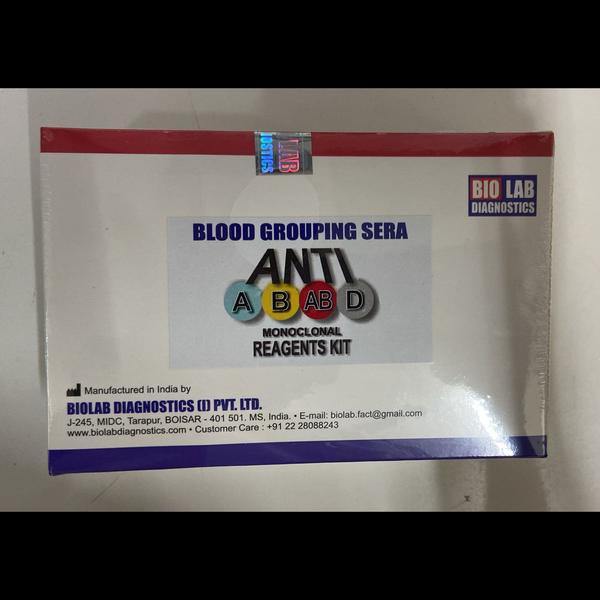 LAB
IOSTICS
BIO LAB
DIAGNOSTICS
BLOOD GROUPING SERA
ANTI
A B AB D
MONOCLONAL
REAGENTS KIT
Manufactured in India by
BIOLAB DIAGNOSTICS (I) PVT. LTD.
J-245, MIDC, Tarapur, BOISAR - 401 501. MS, India. • E-mail: biolab.fact@gmail.com
www.biolabdiagnostics.com • Customer Care : +91 22 28088243